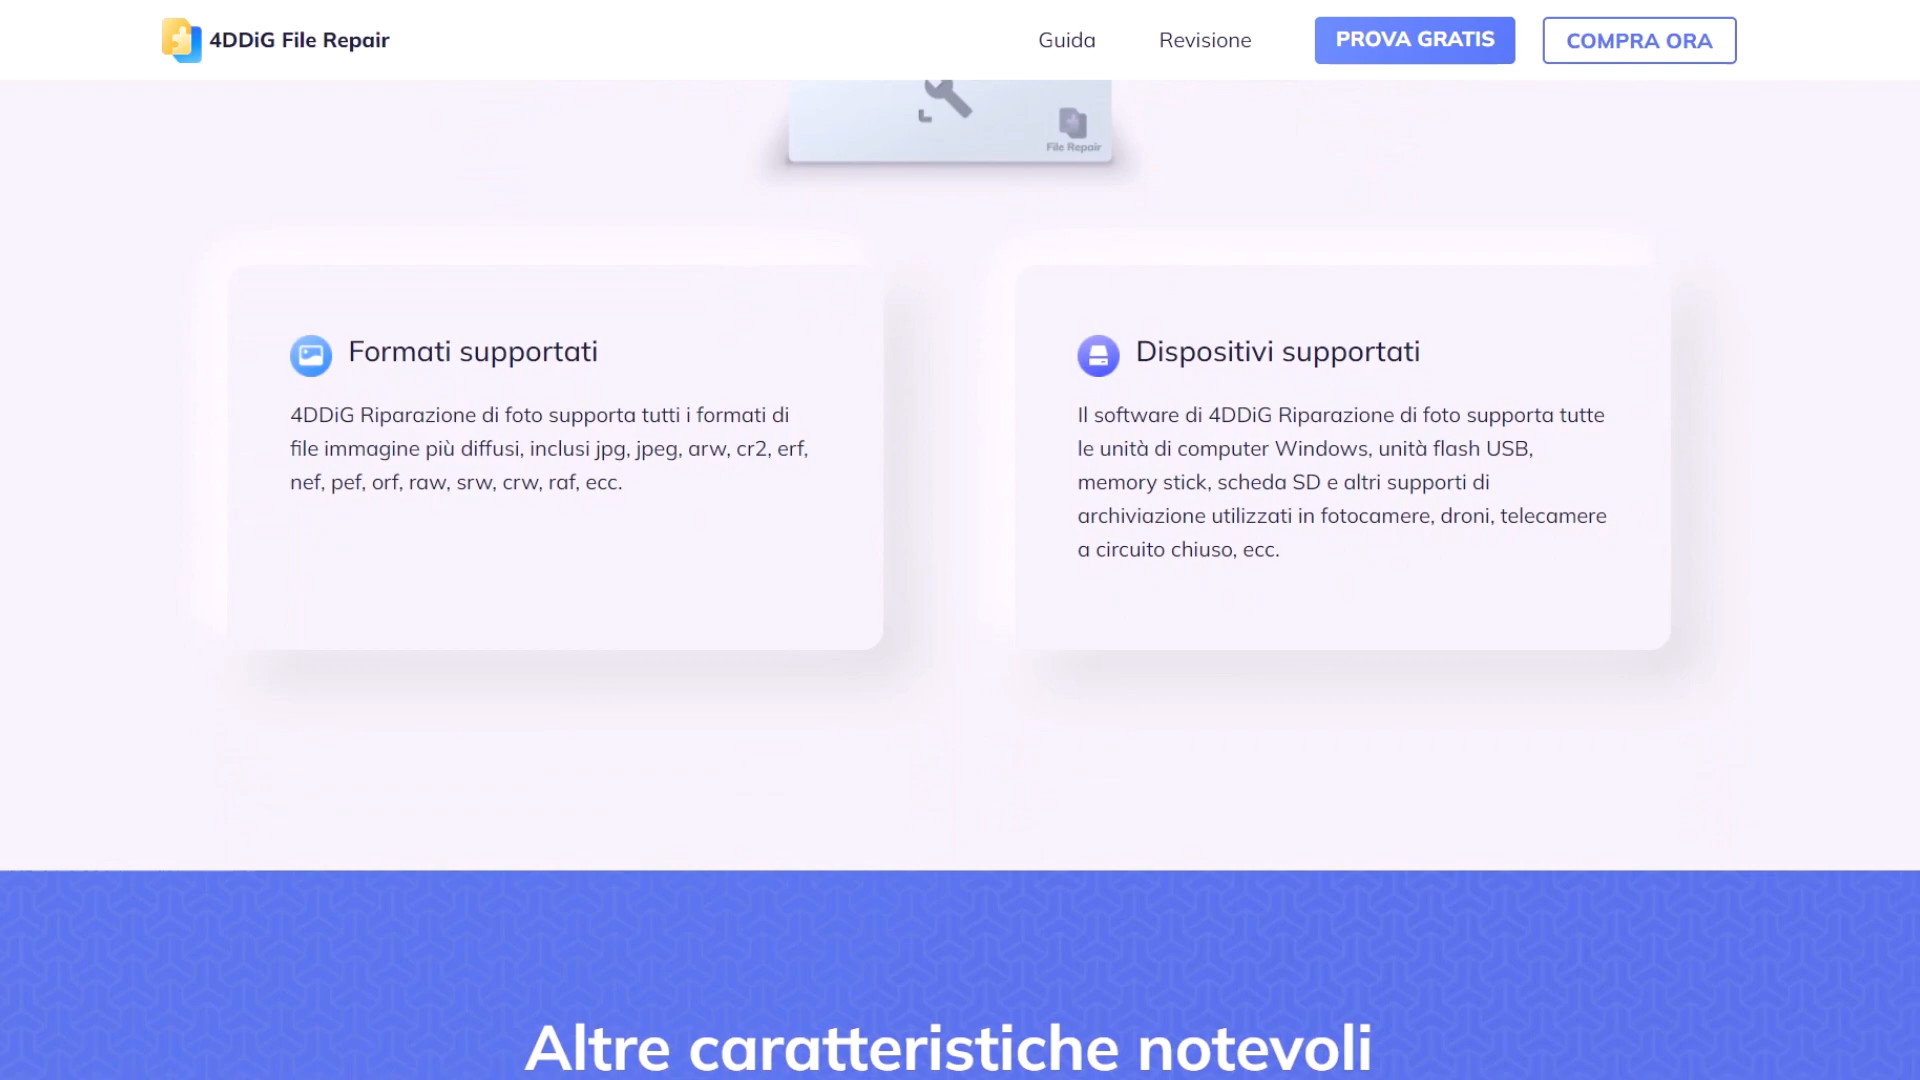 4DDiG File Repair
Guida
Revisione
PROVA GRATIS
COMPRA ORA
File Repair
Formati supportati
4DDiG Riparazione di foto supporta tutti i formati di
file immagine più diffusi, inclusi jpg, jpeg, arw, cr2, erf,
nef, pef, orf, raw, srw, crw, raf, ecc.
Dispositivi supportati
Il software di 4DDiG Riparazione di foto supporta tutte
le unità di computer Windows, unità flash USB,
memory stick, scheda SD e altri supporti di
archiviazione utilizzati in fotocamere, droni, telecamere
a circuito chiuso, ecc.
Altre caratteristiche notevoli